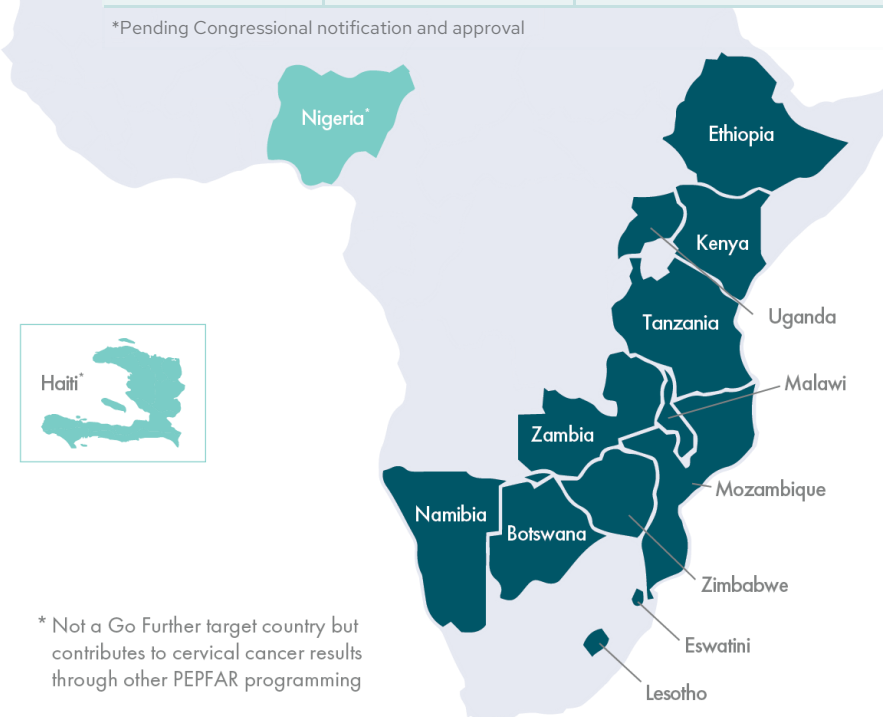 *Pending Congressional notification and approval
Nigeria*
Ethiopia
Kenya
Uganda
Tanzania
Haiti*
Malawi
Zambia
Mozambique
Namibia
Botswana
Zimbabwe
* Not a Go Further target country but
contributes to cervical cancer results
through other PEPFAR programming
Eswatini
Lesotho